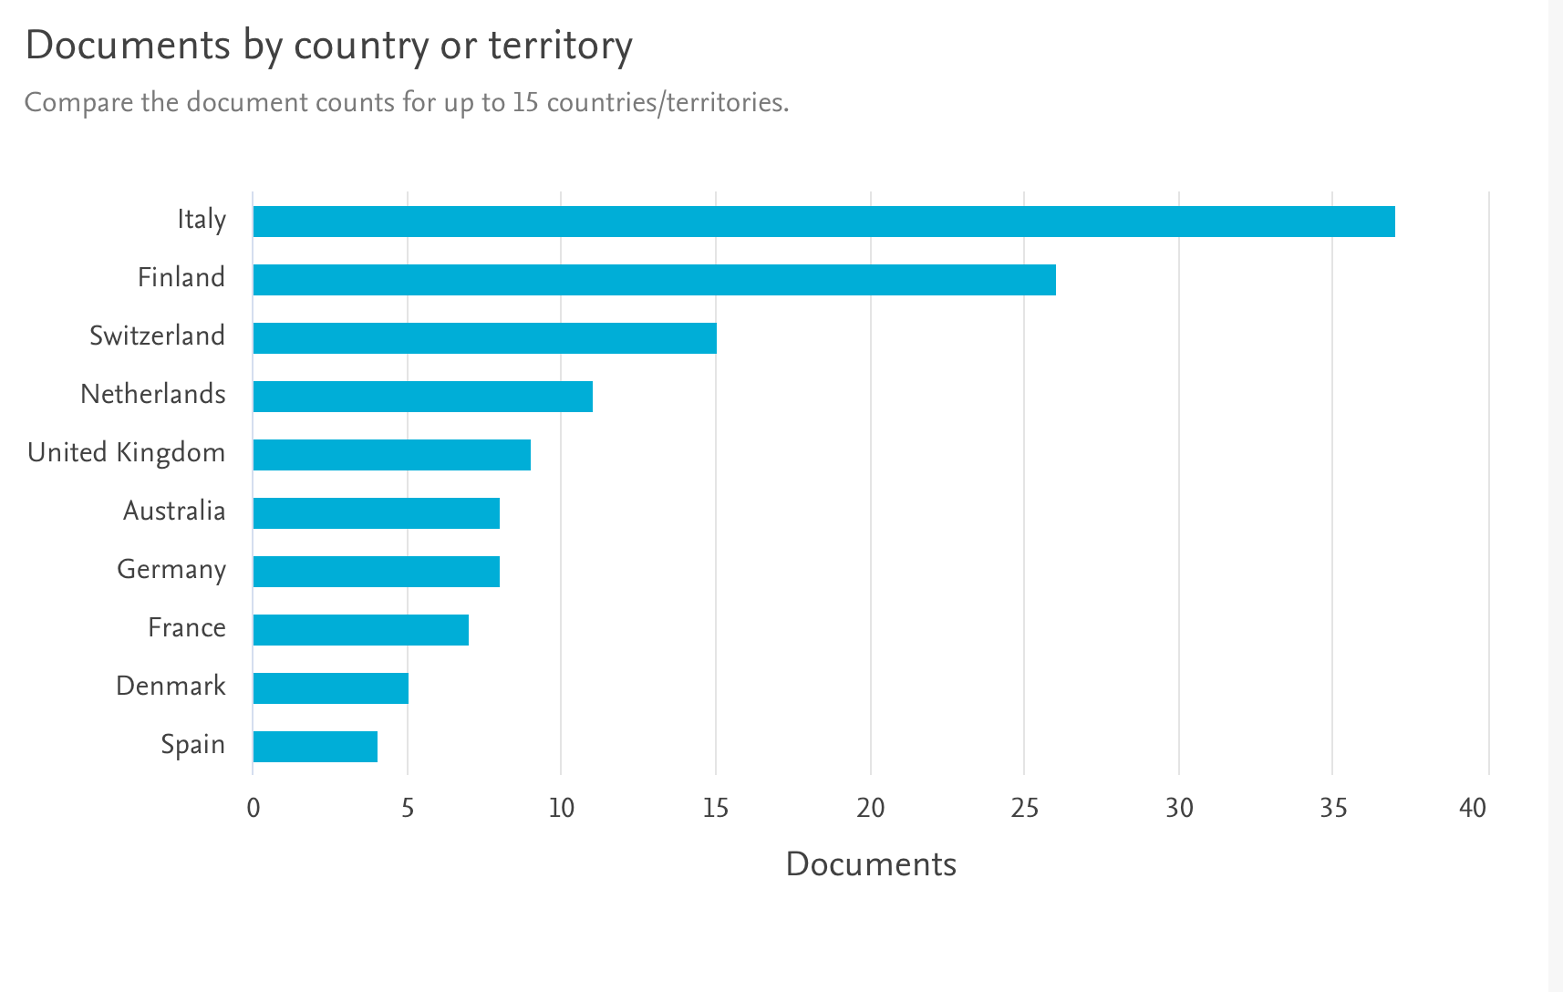 Documents by country or territory
Compare the document counts for up to 15 countries/territories.
Italy
Finland
Switzerland
Netherlands
United Kingdom
Australia
Germany
France
Denmark
Spain
0 5 10 15 20 25 30 35 40
Documents